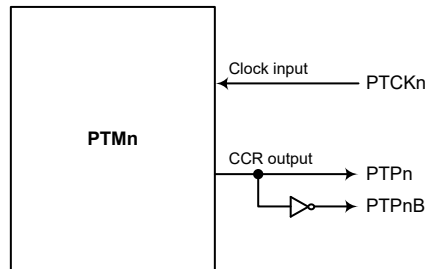 Clock input
PTCKn
PTMn
CCR output
PTPn
PTPnB